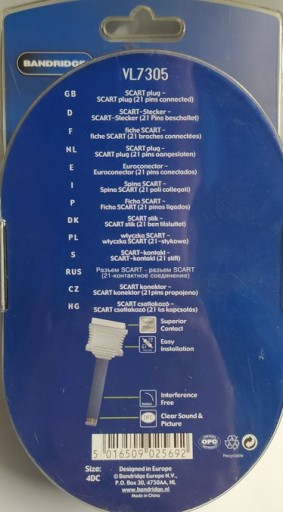 BANDRIDGE
VL7305
GB SCART plug –
SCART plug (21 pins connected)
D SCART-Stecker –
SCART-Stecker (21 Pins beschaltet)
F fiche SCART –
fiche SCART (21 broches connectées)
NL SCART plug –
SCART plug (21 pins aangesloten)
E Euroconector –
Euroconector (21 pins conectados)
I Spina SCART –
Spina SCART (21 poli collegati)
P Ficha SCART –
Ficha SCART (21 pinos ligados)
DK SCART stik –
SCART stik (21 ben tilsluttet)
PL wtyczka SCART –
wtyczka SCART (21-stykowa)
S SCART-kontakt –
SCART-kontakt (21 stift)
RUS Разъем SCART – разъем SCART
(21-контактное соединение)
CZ SCART konektor –
SCART konektor (21pins propojeno)
HG SCART csatlakozó –
SCART csatlakozó (21 tűs kapcsolás)
Superior
Contact
Easy
Installation
Interference
Free
Clear Sound &
Picture
5 016509 025692
OFC
Recyclable
Size:
4DC
Designed in Europe
© Bandridge Europe N.V.,
P.O. Box 30, 4730AA, NL
www.bandridge.nl
Made in China